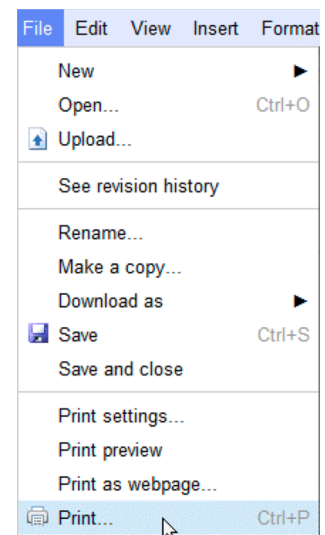 File Edit View Insert Format
New
Open... Ctrl+O
Upload...
See revision history
Rename...
Make a copy...
Download as
Save Ctrl+S
Save and close
Print settings...
Print preview
Print as webpage...
Print... Ctrl+P